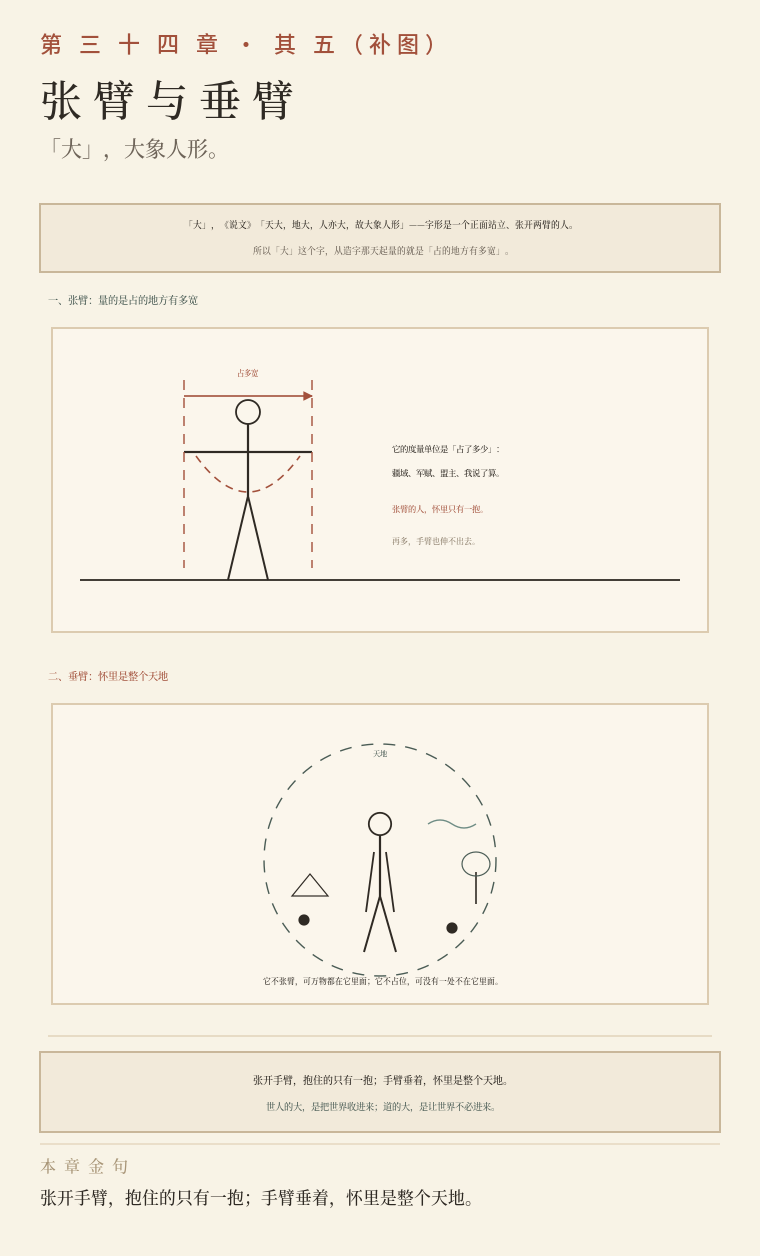 第三十四章·其五（补图）
张臂与垂臂
「大」，大象人形。
「大」，《说文》「天大，地大，人亦大，故大象人形」——字形是一个正面站立、张开两臂的人。
所以「大」这个字，从造字那天起量的就是「占的地方有多宽」。
一、张臂：量的是占的地方有多宽
占多宽
它的度量单位是「占了多少」：
疆域、军赋、盟主、我说了算。
张臂的人，怀里只有一抱。
再多，手臂也伸不出去。
二、垂臂：怀里是整个天地
天地
它不张臂，可万物都在它里面；它不占位，可没有一处不在它里面。
张开手臂，抱住的只有一抱；手臂垂着，怀里是整个天地。
世人的大，是把世界收进来；道的大，是让世界不必进来。
本章金句
张开手臂，抱住的只有一抱；手臂垂着，怀里是整个天地。